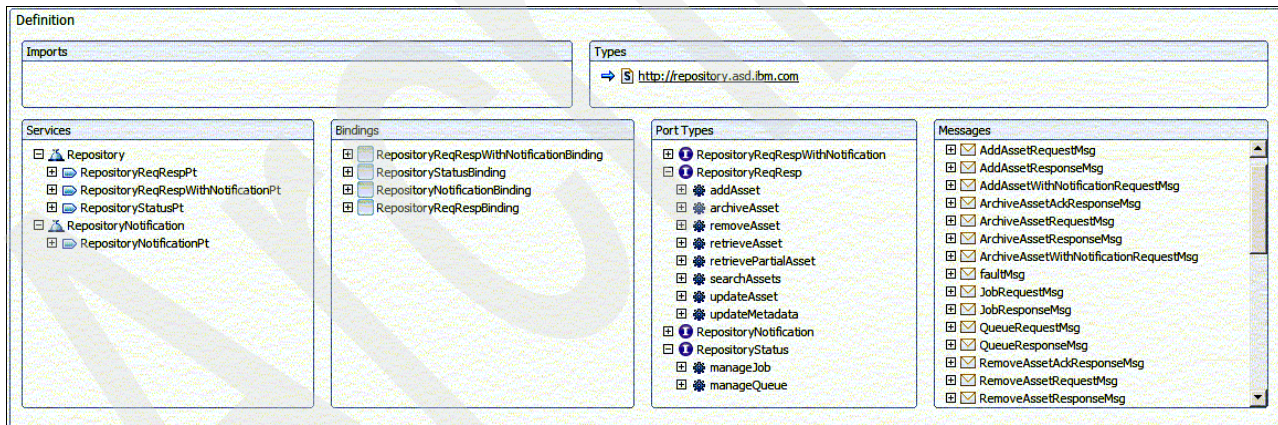 Definition
Imports
Types
http://repository.asd.ibm.com
Services
Repository
RepositoryReqRespPt
RepositoryReqRespWithNotificationPt
RepositoryStatusPt
RepositoryNotification
RepositoryNotificationPt
Bindings
RepositoryReqRespWithNotificationBinding
RepositoryStatusBinding
RepositoryNotificationBinding
RepositoryReqRespBinding
Port Types
RepositoryReqRespWithNotification
RepositoryReqResp
addAsset
archiveAsset
removeAsset
retrieveAsset
retrievePartialAsset
searchAssets
updateAsset
updateMetadata
RepositoryNotification
RepositoryStatus
manageJob
manageQueue
Messages
AddAssetRequestMsg
AddAssetResponseMsg
AddAssetWithNotificationRequestMsg
ArchiveAssetAckResponseMsg
ArchiveAssetRequestMsg
ArchiveAssetResponseMsg
ArchiveAssetWithNotificationRequestMsg
faultMsg
JobRequestMsg
JobResponseMsg
QueueRequestMsg
QueueResponseMsg
RemoveAssetAckResponseMsg
RemoveAssetRequestMsg
RemoveAssetResponseMsg